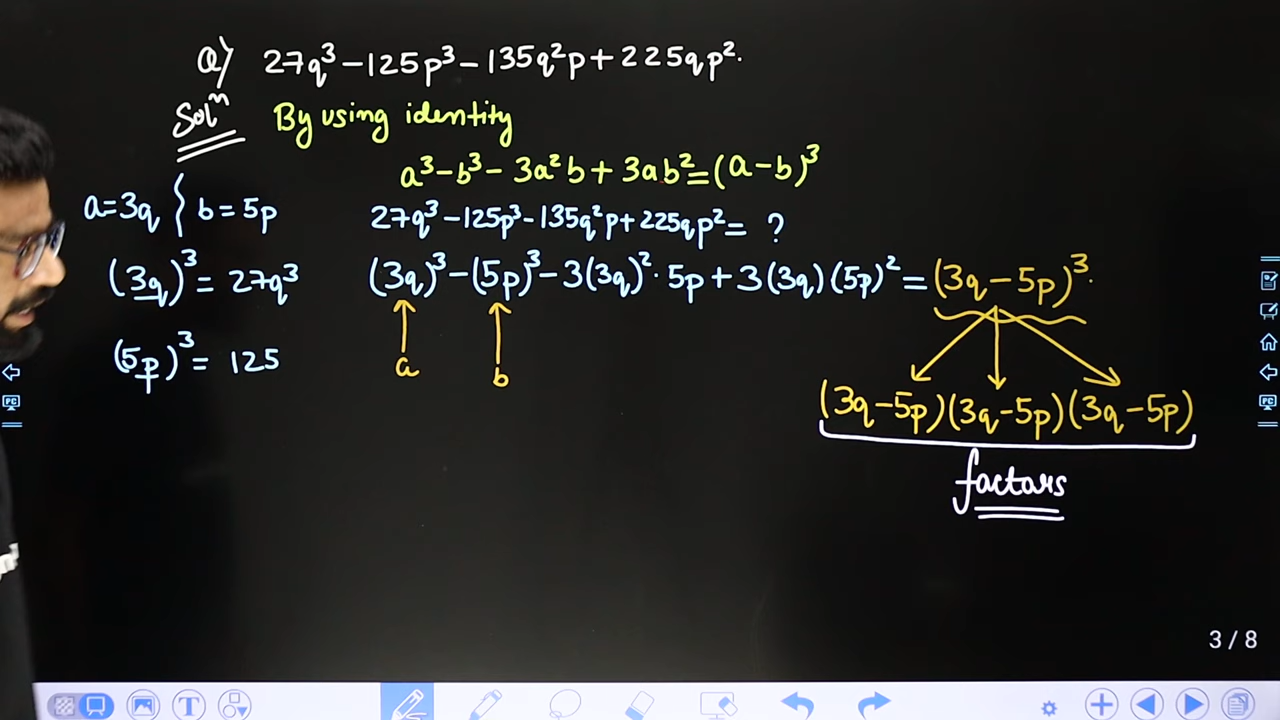 Q) 27q³ – 125p³ – 135q²p + 225qp².
Solⁿ By using identity
a³ – b³ – 3a²b + 3ab² = (a – b)³
a = 3q { b = 5p
27q³ – 125p³ – 135q²p + 225qp² = ?
(3q)³ = 27q³
(3q)³ – (5p)³ – 3(3q)² · 5p + 3(3q)(5p)² = (3q – 5p)³.
(5p)³ = 125
a
b
(3q – 5p)(3q – 5p)(3q – 5p)
factors
3 / 8
PC
PC
T